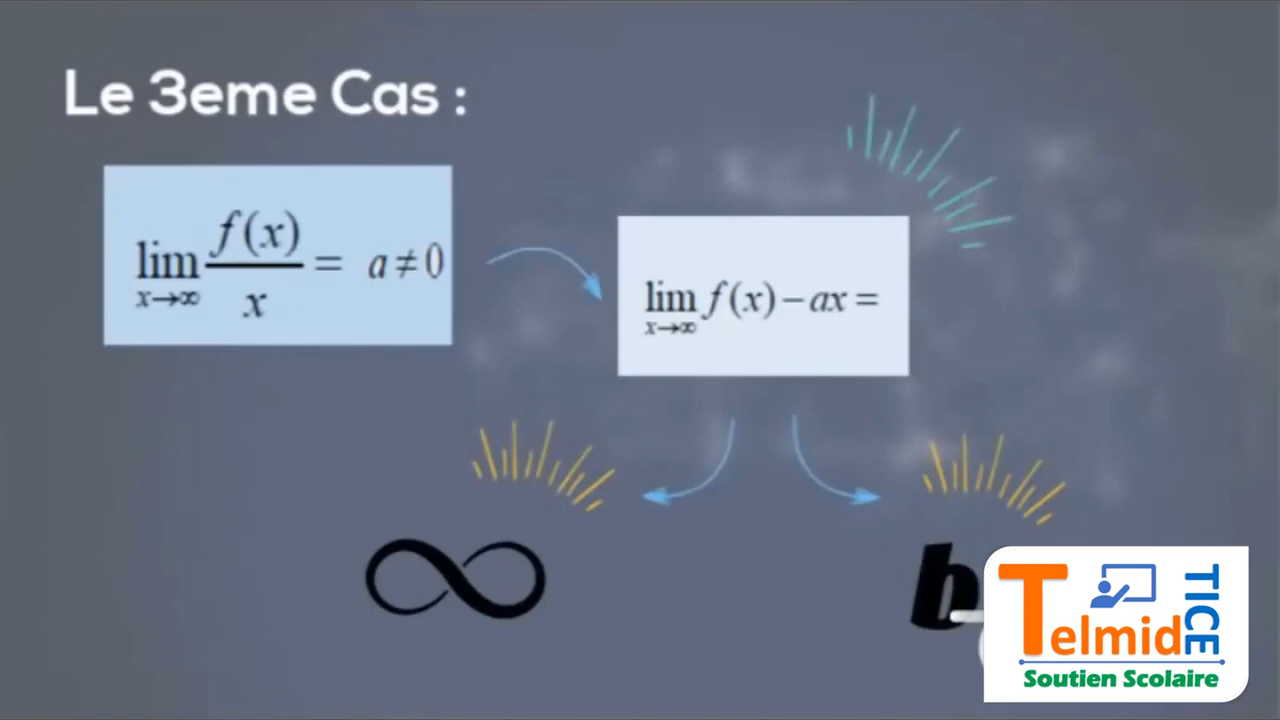 Le 3eme Cas :
lim f(x)/x = a≠0
x→∞
lim f(x)−ax =
x→∞
∞
b
Telmid TICE
Soutien Scolaire